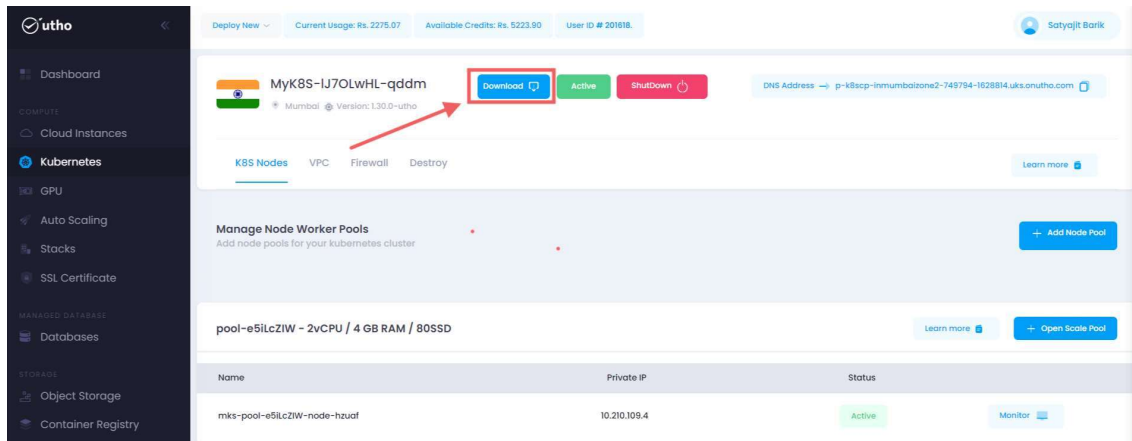 utho
Deploy New
Current Usage: Rs. 2275.07
Available Credits: Rs. 5223.90
User ID # 201618.
Satyajit Barik
Dashboard
COMPUTE
Cloud Instances
Kubernetes
GPU
Auto Scaling
Stacks
SSL Certificate
MANAGED DATABASE
Databases
STORAGE
Object Storage
Container Registry
MyK8S-lJ7OLwHL-qddm
Mumbai Version: 1.30.0-utho
Download
Active
ShutDown
DNS Address → p-k8scp-inmumbaizone2-749794-1628814.uks.onutho.com
K8S Nodes VPC Firewall Destroy
Learn more
Manage Node Worker Pools
Add node pools for your kubernetes cluster
+ Add Node Pool
pool-e5iLcZIW - 2vCPU / 4 GB RAM / 80SSD
Learn more
+ Open Scale Pool
Name Private IP Status
mks-pool-e5iLcZIW-node-hzuaf 10.210.109.4 Active Monitor